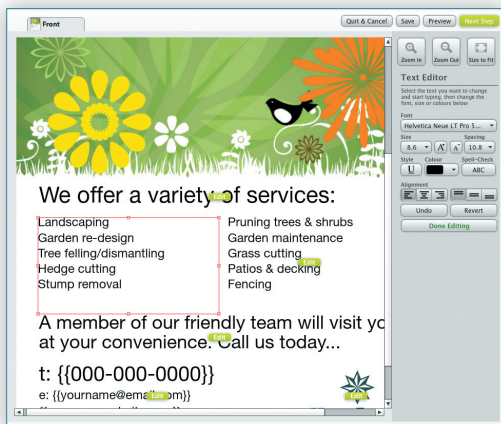 Front
Quit & Cancel
Save
Preview
Next Step
Zoom In
Zoom Out
Size to Fit
Text Editor
Select the text you want to change
and start typing, then change the
font, size or colours below
Font
Helvetica Neue LT Pro 5...
Size
Spacing
8.6
A
A
10.8
Style
Colour
Spell-Check
U
ABC
Alignment
Undo
Revert
Done Editing
We offer a variety of services:
Edit
Landscaping
Garden re-design
Tree felling/dismantling
Hedge cutting
Stump removal
Pruning trees & shrubs
Garden maintenance
Grass cutting
Patios & decking
Fencing
Edit
A member of our friendly team will visit yo
at your convenience. Call us today...
Edit
t: {{000-000-0000}}
e: {{yourname@email.com}}
Edit
Edit